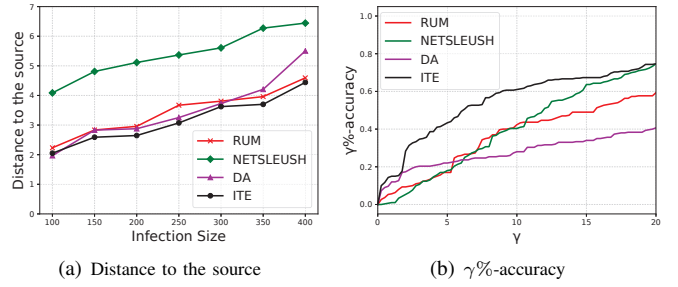 7
6
5
4
3
2
1
0
Distance to the source
100 150 200 250 300 350 400
Infection Size
RUM
NETSLEUSH
DA
ITE
(a) Distance to the source
1.0
0.8
0.6
0.4
0.2
0.0
γ%-accuracy
0 5 10 15 20
γ
RUM
NETSLEUSH
DA
ITE
(b) γ%-accuracy